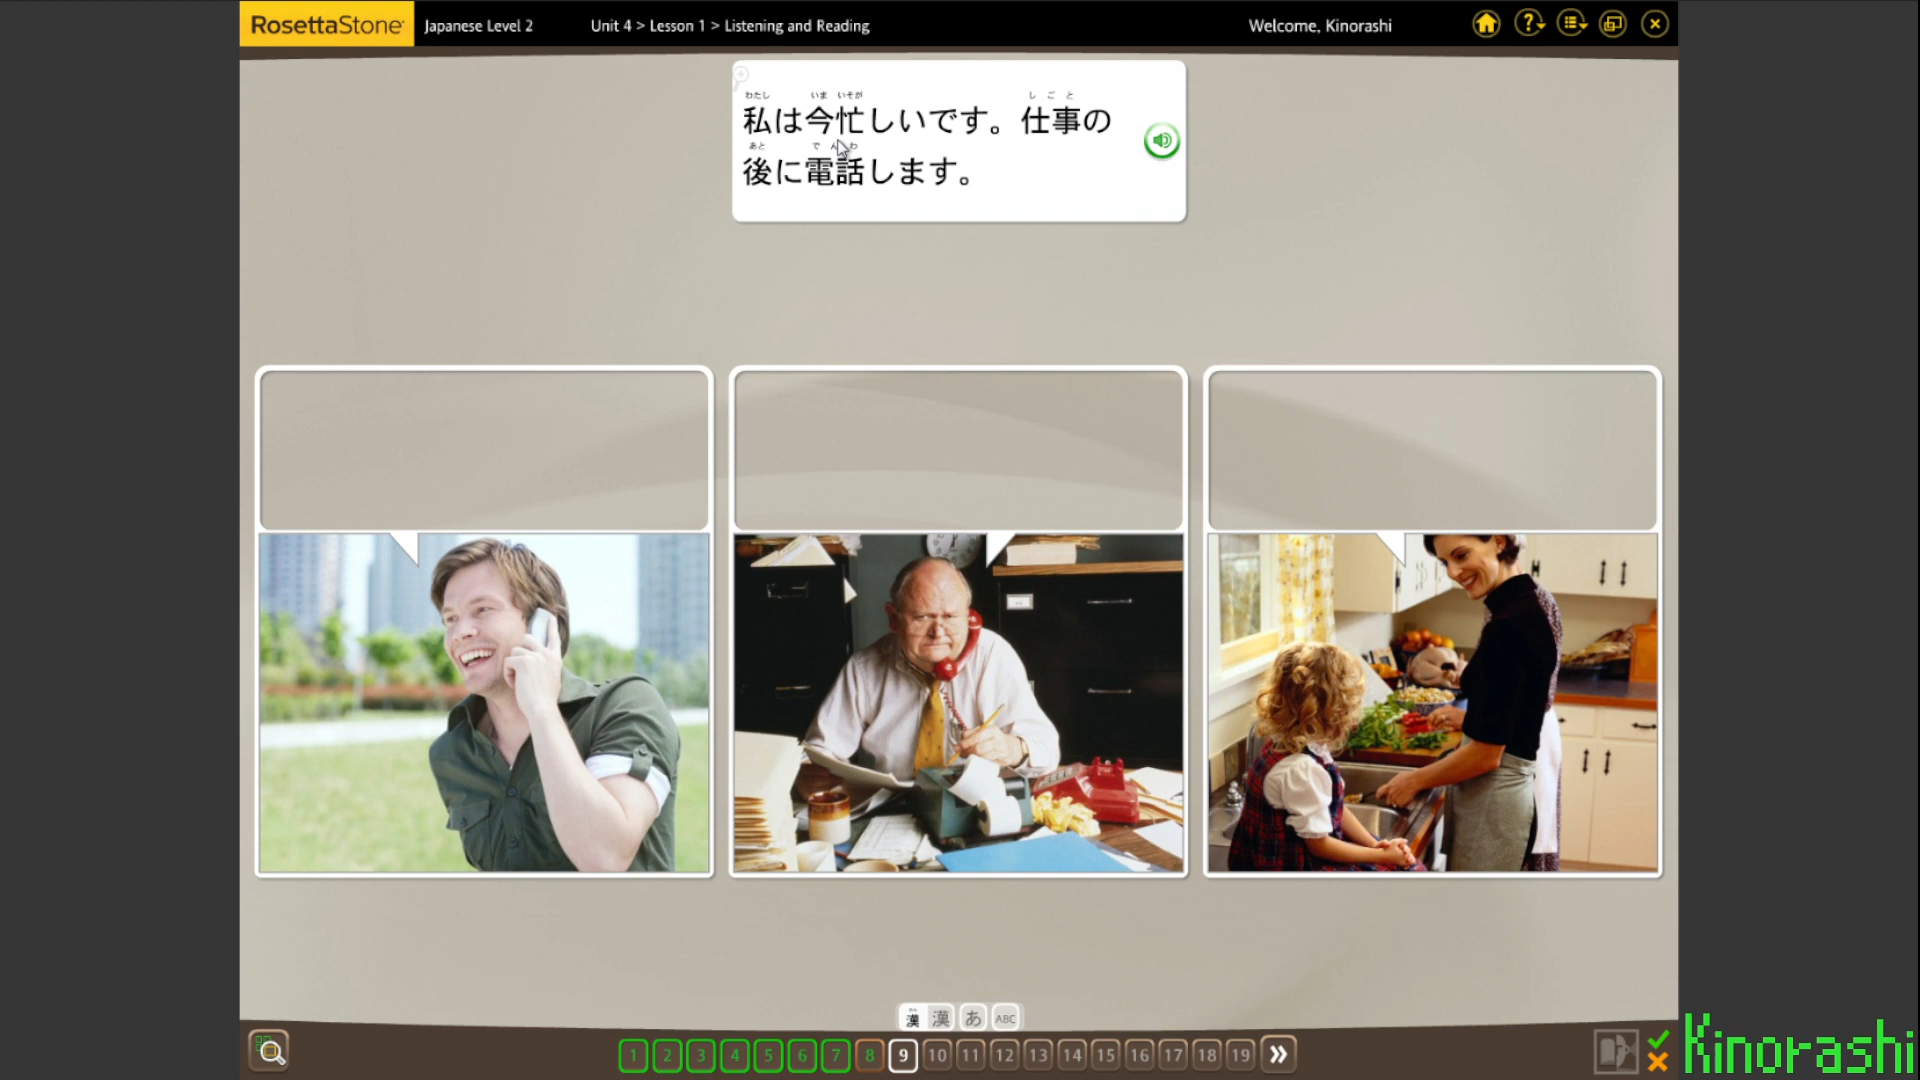 RosettaStone
Japanese Level 2
Unit 4 > Lesson 1 > Listening and Reading
Welcome, Kinorashi
わたし いま いそが しごと
私は今忙しいです。仕事の
あと でんわ
後に電話します。
漢 漢 あ ABC
1 2 3 4 5 6 7 8 9 10 11 12 13 14 15 16 17 18 19
Kinorashi